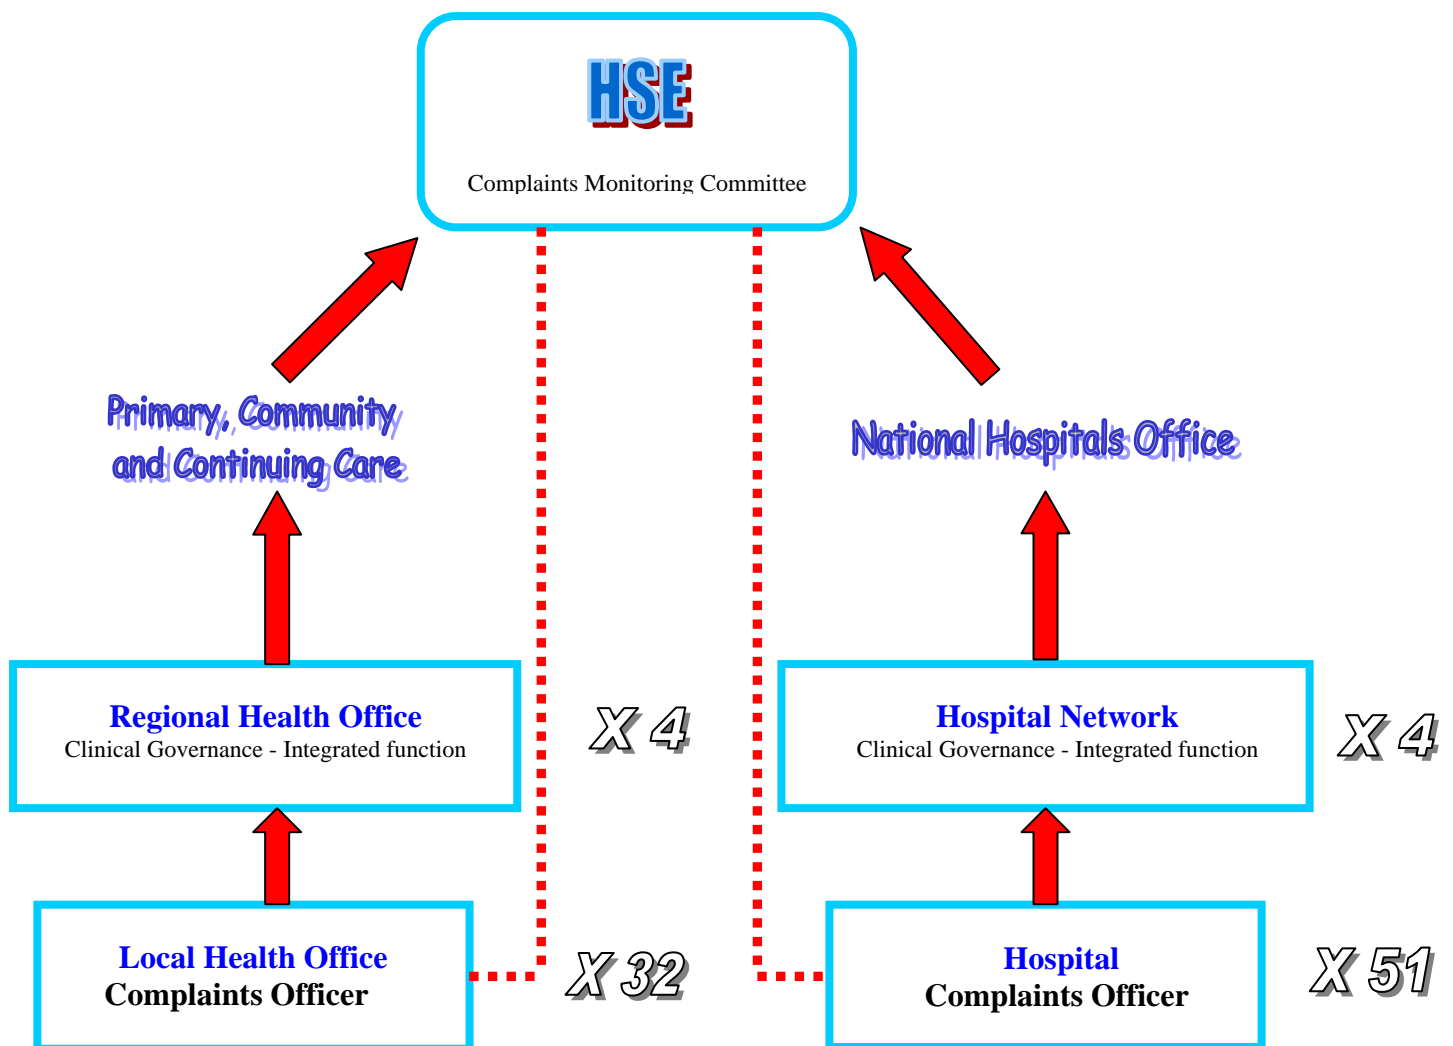 HSE
Complaints Monitoring Committee
Primary, Community
and Continuing Care
National Hospitals Office
Regional Health Office
Clinical Governance - Integrated function
X 4
Hospital Network
Clinical Governance - Integrated function
X 4
Local Health Office
Complaints Officer
X 32
Hospital
Complaints Officer
X 51